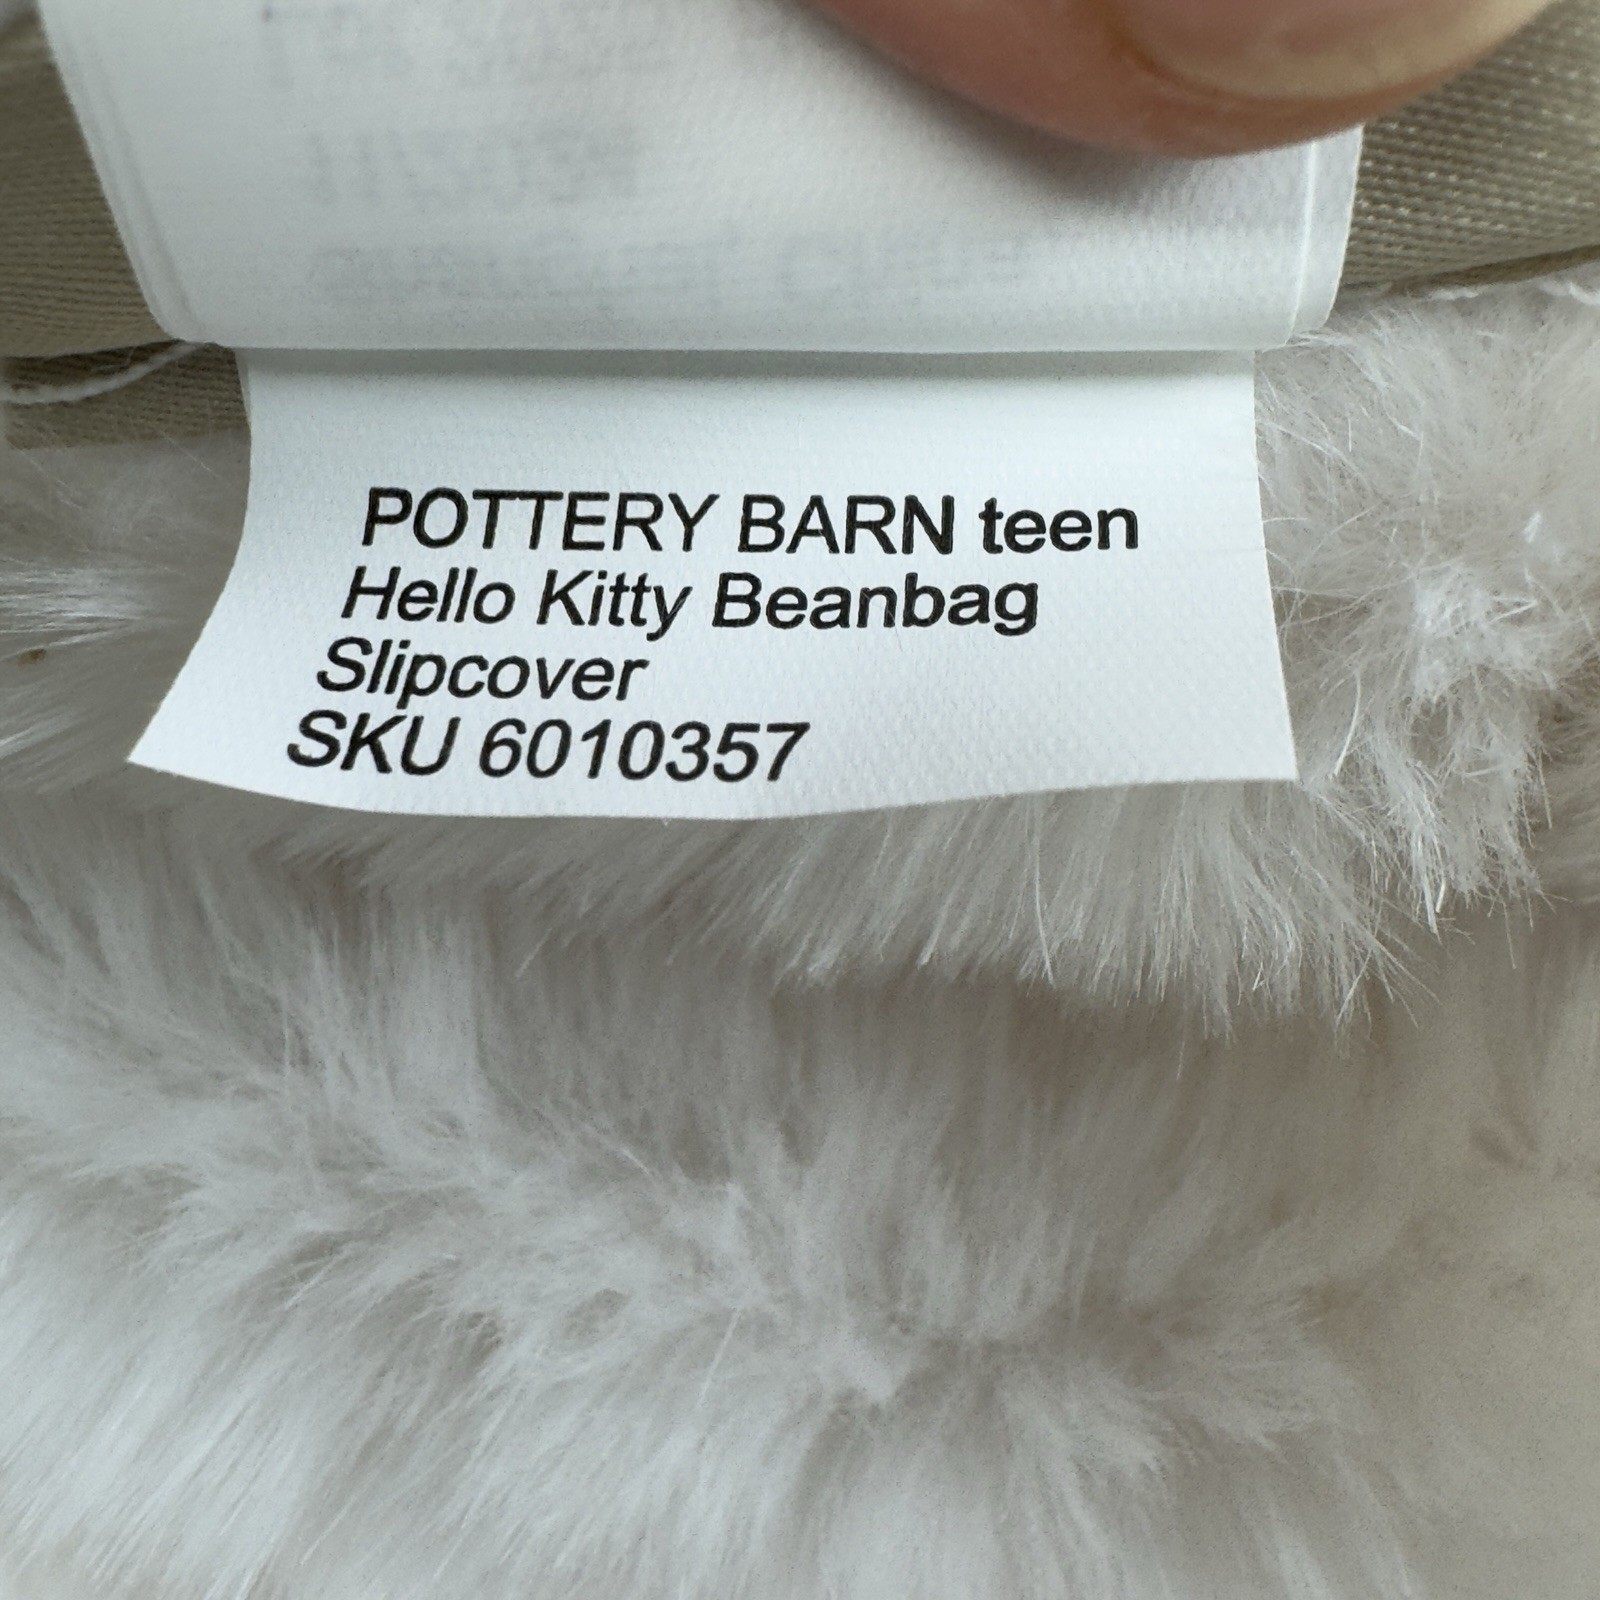 POTTERY BARN teen
Hello Kitty Beanbag
Slipcover
SKU 6010357